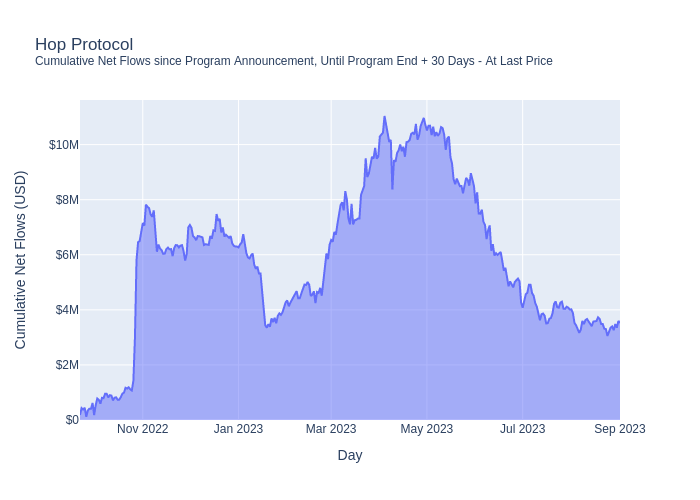 Hop Protocol
Cumulative Net Flows since Program Announcement, Until Program End + 30 Days - At Last Price
Cumulative Net Flows (USD)
$10M
$8M
$6M
$4M
$2M
$0
Nov 2022 Jan 2023 Mar 2023 May 2023 Jul 2023 Sep 2023
Day